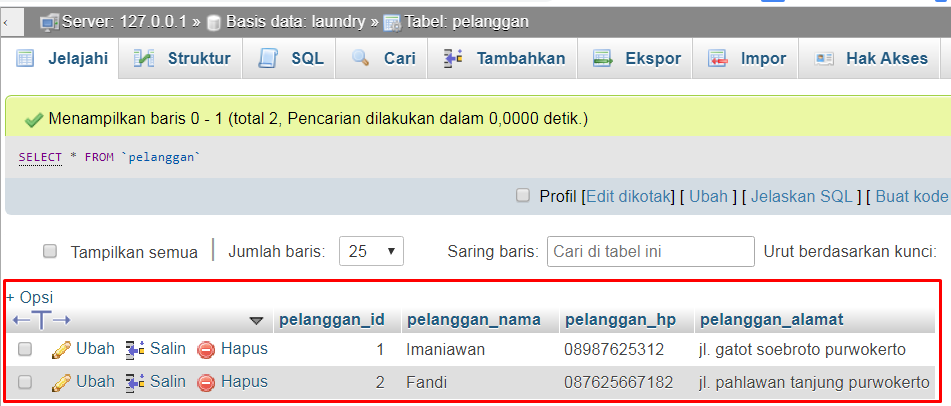 Server: 127.0.0.1 » Basis data: laundry » Tabel: pelanggan
Jelajahi Struktur SQL Cari Tambahkan Ekspor Impor Hak Akses
Menampilkan baris 0 - 1 (total 2, Pencarian dilakukan dalam 0,0000 detik.)
SELECT * FROM `pelanggan`
Profil [Edit dikotak] [ Ubah ] [ Jelaskan SQL ] [ Buat kode
Tampilkan semua | Jumlah baris: 25 Saring baris: Cari di tabel ini Urut berdasarkan kunci:
+ Opsi
←T→ pelanggan_id pelanggan_nama pelanggan_hp pelanggan_alamat
Ubah Salin Hapus 1 Imaniawan 08987625312 jl. gatot soebroto purwokerto
Ubah Salin Hapus 2 Fandi 087625667182 jl. pahlawan tanjung purwokerto